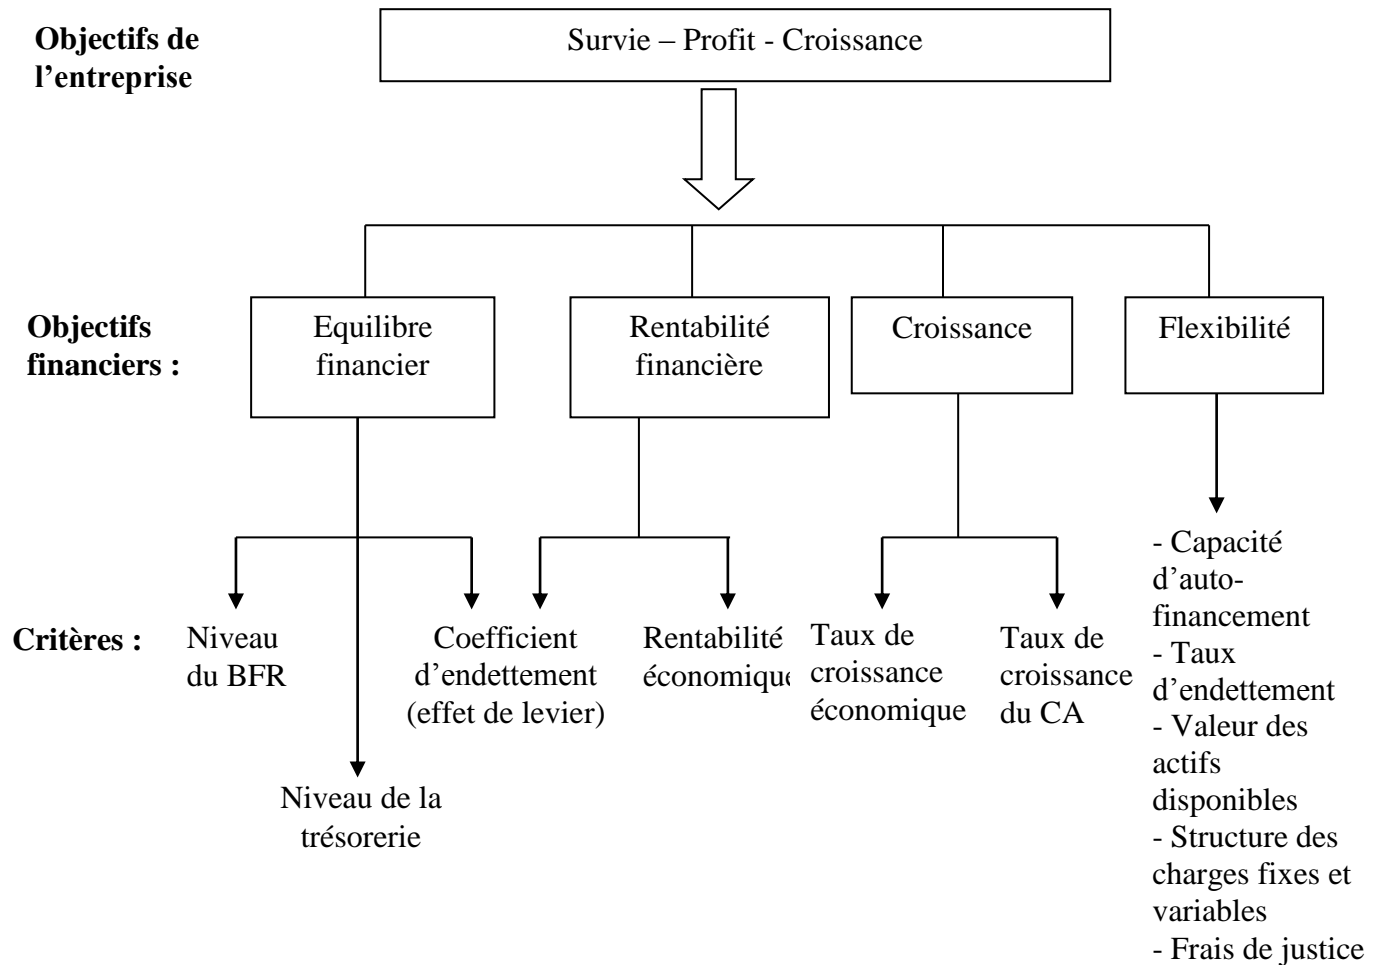 Objectifs de
l’entreprise
Survie – Profit - Croissance
Objectifs
financiers :
Equilibre
financier
Rentabilité
financière
Croissance
Flexibilité
Critères :
Niveau
du BFR
Niveau de la
trésorerie
Coefficient
d’endettement
(effet de levier)
Rentabilité
économique
Taux de
croissance
économique
Taux de
croissance
du CA
- Capacité
d’auto-
financement
- Taux
d’endettement
- Valeur des
actifs
disponibles
- Structure des
charges fixes et
variables
- Frais de justice